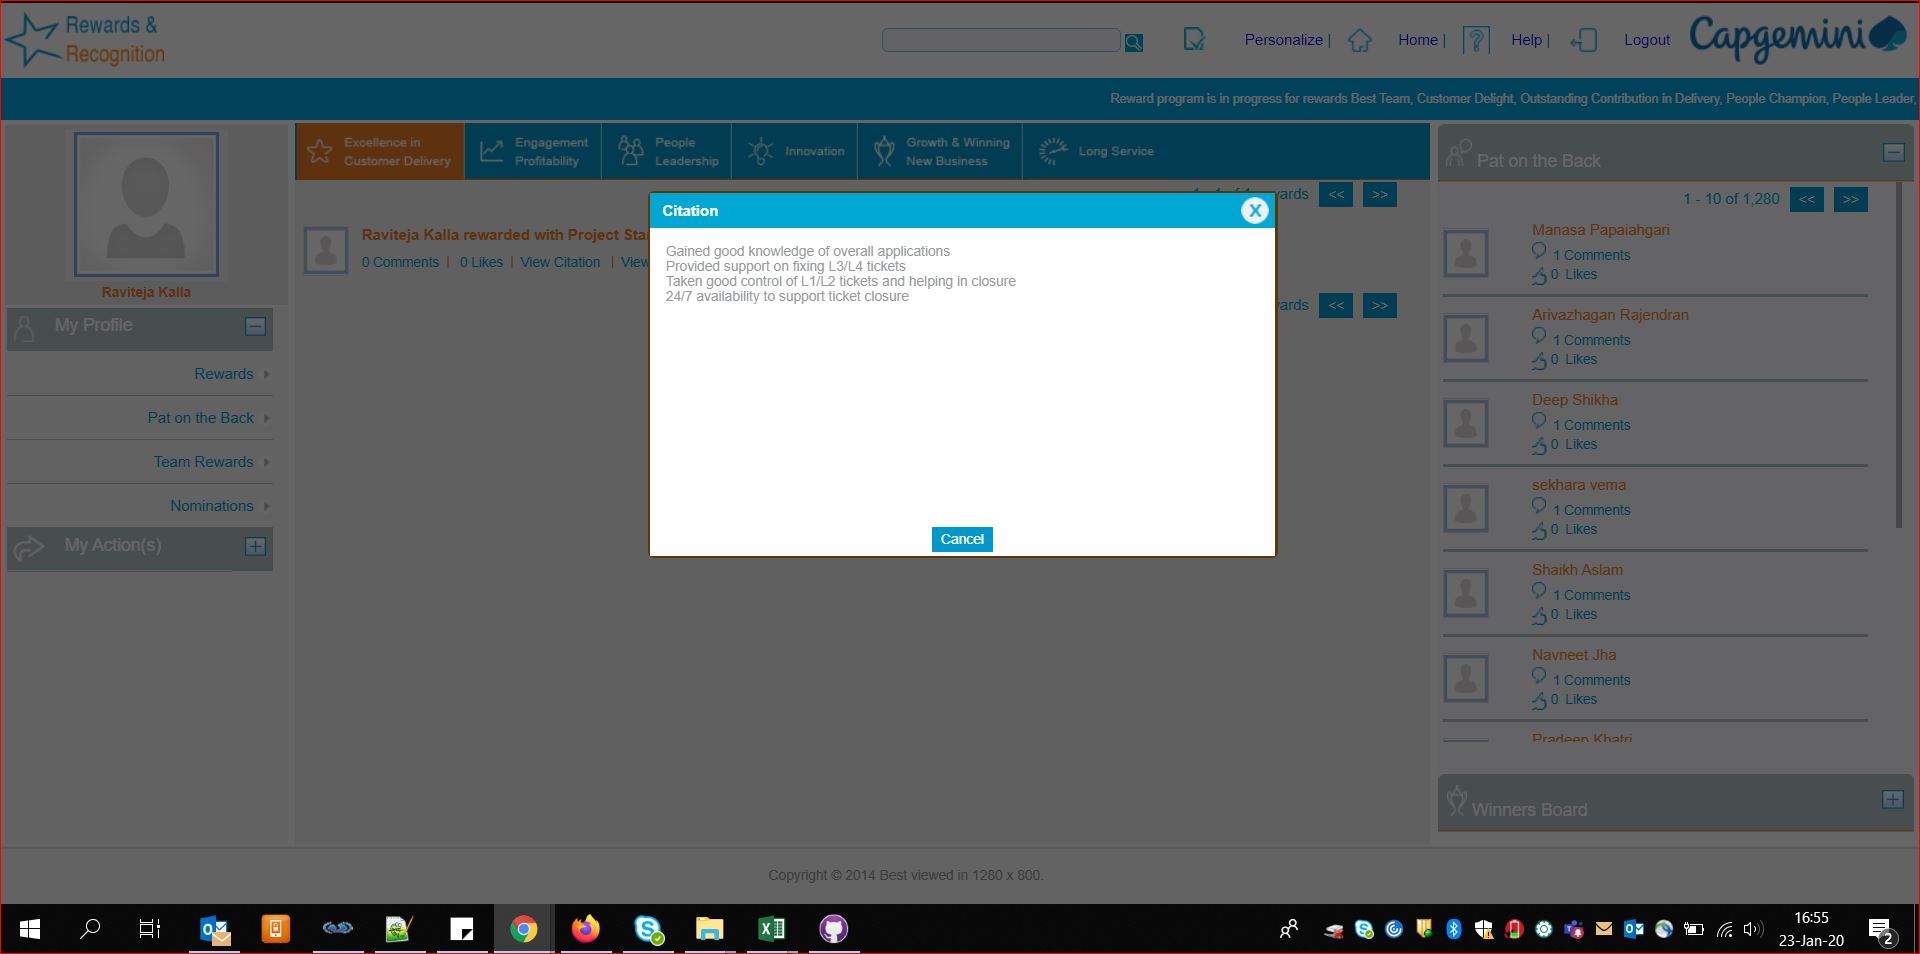 Rewards &
Recognition
Personalize |
Home |
Help |
Logout
Capgemini
Reward program is in progress for rewards Best Team, Customer Delight, Outstanding Contribution in Delivery, People Champion, People Leader,
Raviteja Kalla
My Profile
Rewards
Pat on the Back
Team Rewards
Nominations
My Action(s)
Excellence in
Customer Delivery
Engagement
Profitability
People
Leadership
Innovation
Growth & Winning
New Business
Long Service
<< >>
Raviteja Kalla rewarded with Project
0 Comments | 0 Likes | View Citation | View
<< >>
Citation
X
Gained good knowledge of overall applications
Provided support on fixing L3/L4 tickets
Taken good control of L1/L2 tickets and helping in closure
24/7 availability to support ticket closure
Cancel
Pat on the Back
1 - 10 of 1,280 << >>
Manasa Papaiahgari
1 Comments
0 Likes
Arivazhagan Rajendran
1 Comments
0 Likes
Deep Shikha
1 Comments
0 Likes
sekhara vema
1 Comments
0 Likes
Shaikh Aslam
1 Comments
0 Likes
Navneet Jha
1 Comments
0 Likes
Pradeep Khatri
Winners Board
Copyright © 2014 Best viewed in 1280 x 800.
16:55
23-Jan-20
2